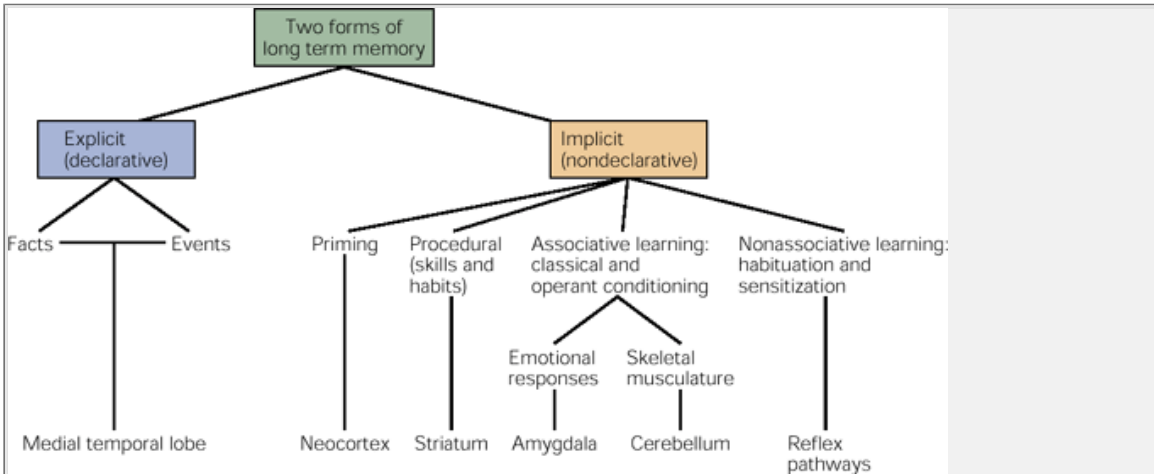 Two forms of
long term memory
Explicit
(declarative)
Implicit
(nondeclarative)
Facts
Events
Priming
Procedural
(skills and
habits)
Associative learning:
classical and
operant conditioning
Nonassociative learning:
habituation and
sensitization
Emotional
responses
Skeletal
musculature
Medial temporal lobe
Neocortex
Striatum
Amygdala
Cerebellum
Reflex
pathways